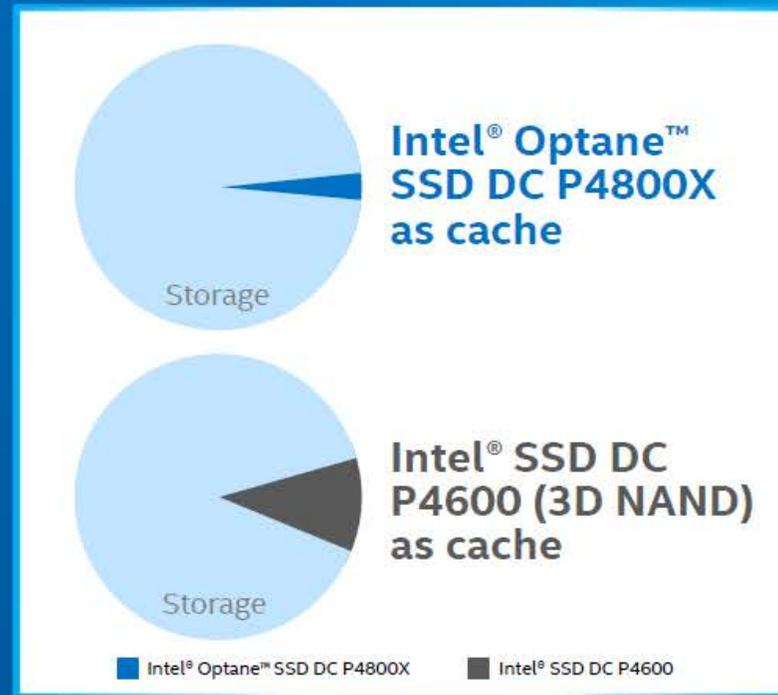 Intel® Optane™
SSD DC P4800X
as cache
Storage
Intel® SSD DC
P4600 (3D NAND)
as cache
Storage
Intel® Optane™ SSD DC P4800X
Intel® SSD DC P4600